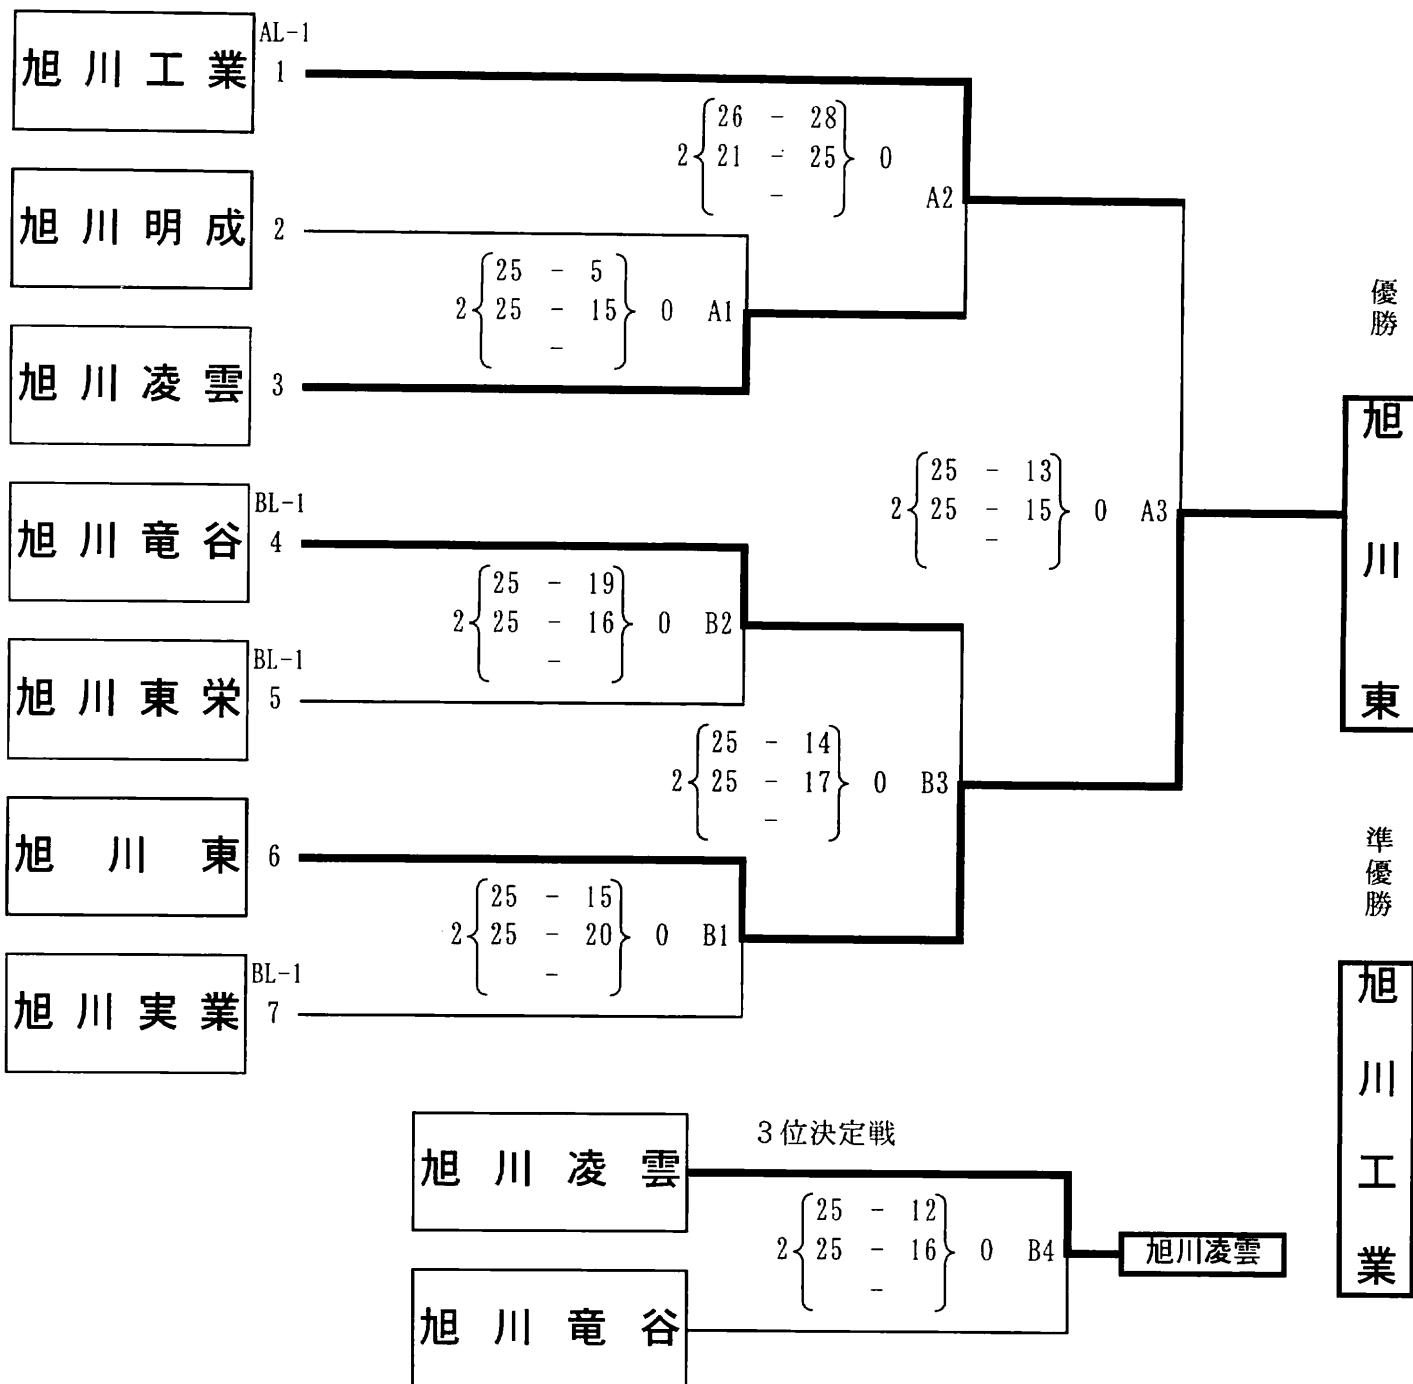 旭川工業
AL-1
1
旭川明成
2
旭川凌雲
3
旭川竜谷
BL-1
4
旭川東栄
BL-1
5
旭川東
6
旭川実業
BL-1
7
26 - 28
2 21 - 25 0
-
A2
25 - 5
2 25 - 15 0 A1
-
25 - 13
2 25 - 15 0 A3
-
25 - 19
2 25 - 16 0 B2
-
25 - 14
2 25 - 17 0 B3
-
25 - 15
2 25 - 20 0 B1
-
優勝
旭川東
準優勝
旭川工業
3位決定戦
旭川凌雲
25 - 12
2 25 - 16 0 B4
-
旭川凌雲
旭川竜谷